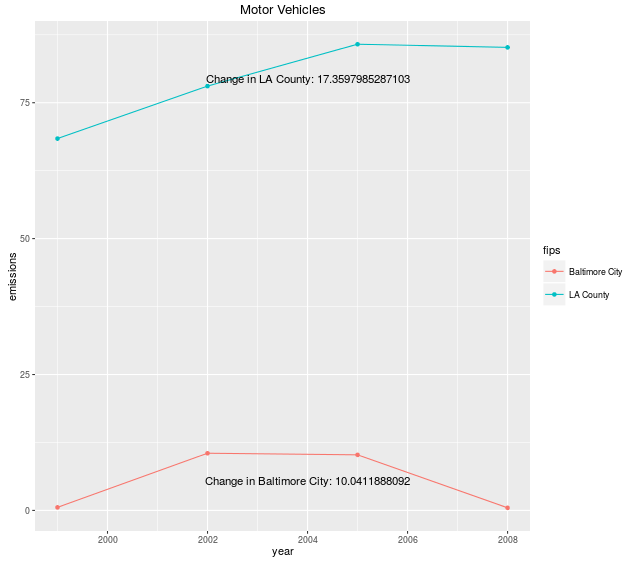 Motor Vehicles
Change in LA County: 17.3597985287103
75
50
25
0
emissions
Change in Baltimore City: 10.0411888092
2000 2002 2004 2006 2008
year
fips
Baltimore City
LA County